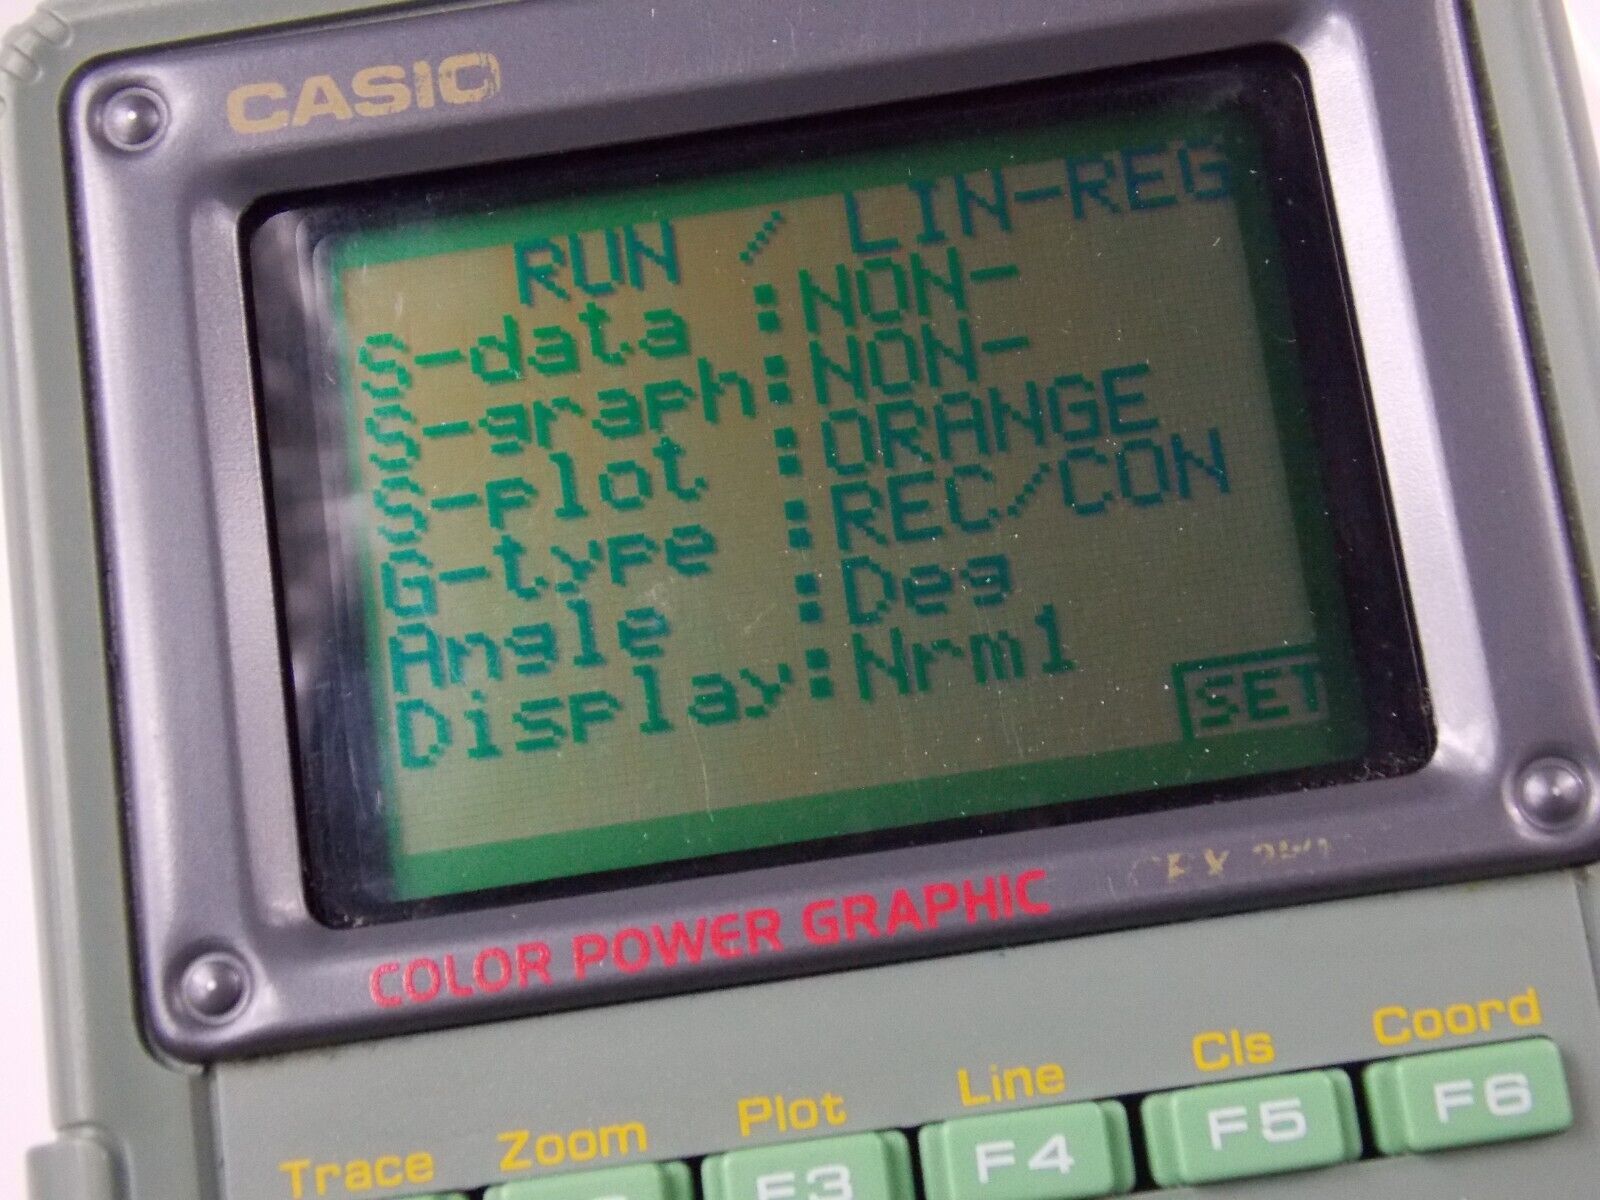 CASIO
RUN / LIN-REG
S-data :NON-
S-graph:NON-
S-plot :ORANGE
G-type :REC/CON
Angle :Deg
Display:Nrm1
SET
COLOR POWER GRAPHIC
Trace Zoom Plot Line Cls Coord
F3 F4 F5 F6